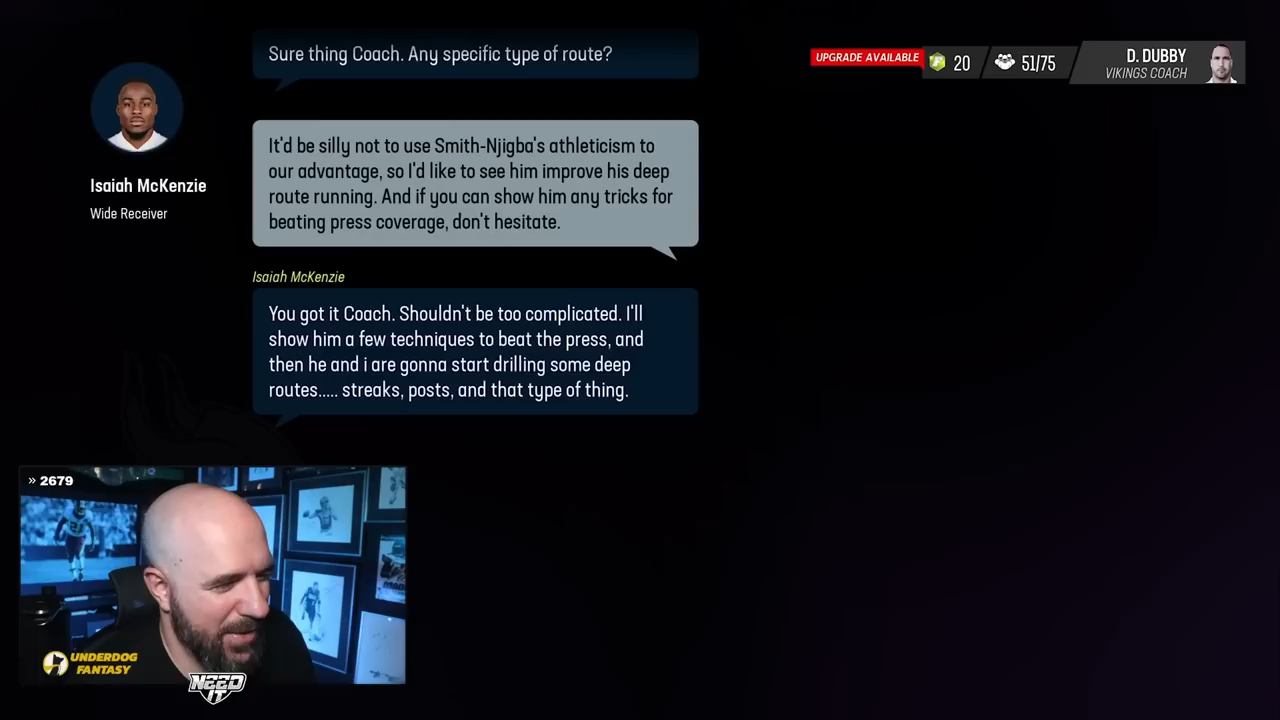 Sure thing Coach. Any specific type of route?
UPGRADE AVAILABLE
20
51/75
D. DUBBY
VIKINGS COACH
It'd be silly not to use Smith-Njigba's athleticism to
our advantage, so I'd like to see him improve his deep
route running. And if you can show him any tricks for
beating press coverage, don't hesitate.
Isaiah McKenzie
Wide Receiver
Isaiah McKenzie
You got it Coach. Shouldn't be too complicated. I'll
show him a few techniques to beat the press, and
then he and i are gonna start drilling some deep
routes..... streaks, posts, and that type of thing.
» 2679
UNDERDOG
FANTASY
NEED
IT